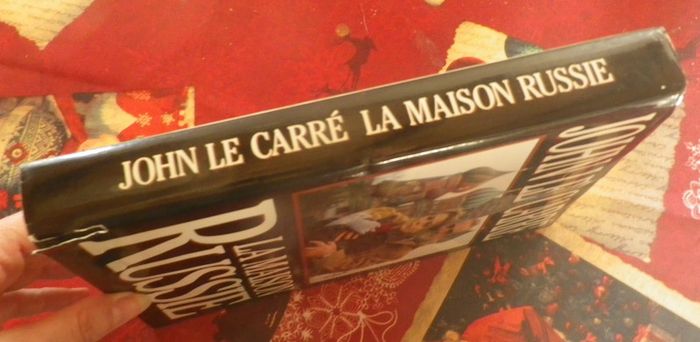 JOHN LE CARRÉ LA MAISON RUSSIE
LA MAISON
RUSSIE
JOHN LE CARRÉ